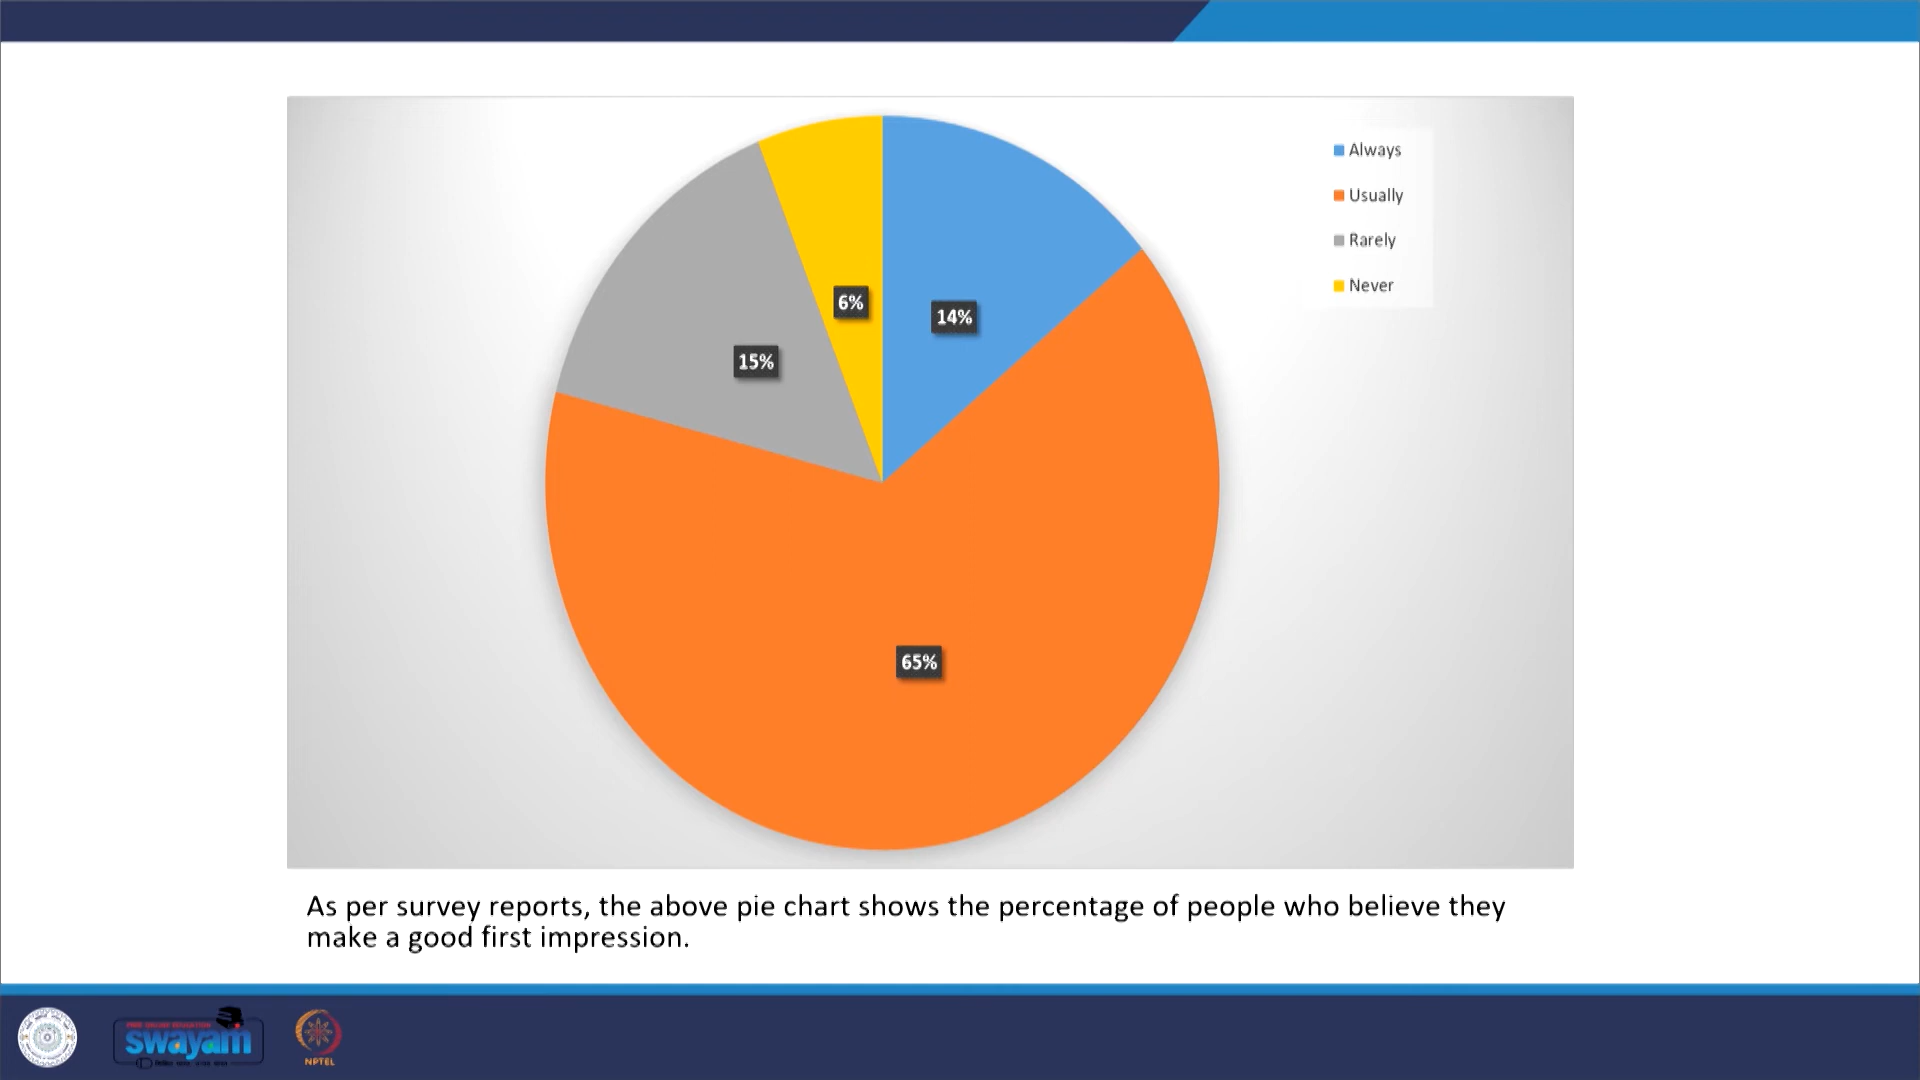 Always
Usually
Rarely
Never
6%
14%
15%
65%
As per survey reports, the above pie chart shows the percentage of people who believe they
make a good first impression.
swayam
NPTEL